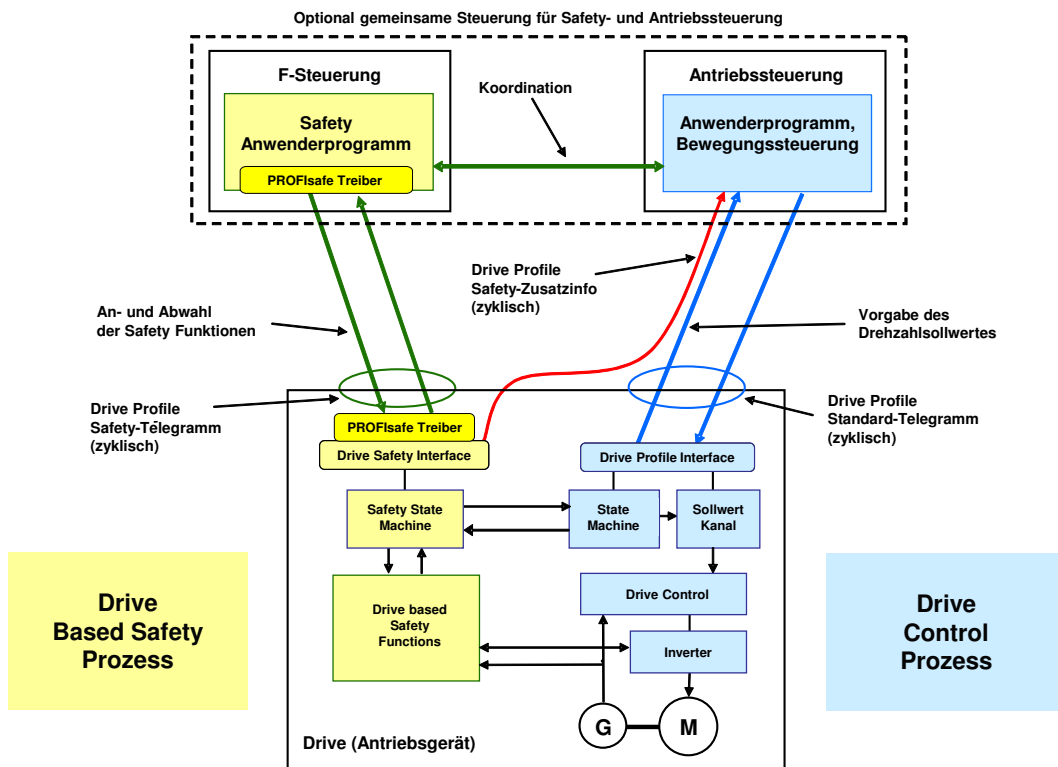 Optional gemeinsame Steuerung für Safety- und Antriebssteuerung
F-Steuerung
Antriebssteuerung
Koordination
Safety
Anwenderprogramm
PROFIsafe Treiber
Anwenderprogramm,
Bewegungssteuerung
Drive Profile
Safety-Zusatzinfo
(zyklisch)
An- und Abwahl
der Safety Funktionen
Vorgabe des
Drehzahlsollwertes
Drive Profile
Safety-Telegramm
(zyklisch)
Drive Profile
Standard-Telegramm
(zyklisch)
PROFIsafe Treiber
Drive Safety Interface
Drive Profile Interface
Safety State
Machine
State
Machine
Sollwert
Kanal
Drive
Based Safety
Prozess
Drive based
Safety
Functions
Drive Control
Inverter
Drive
Control
Prozess
G
M
Drive (Antriebsgerät)